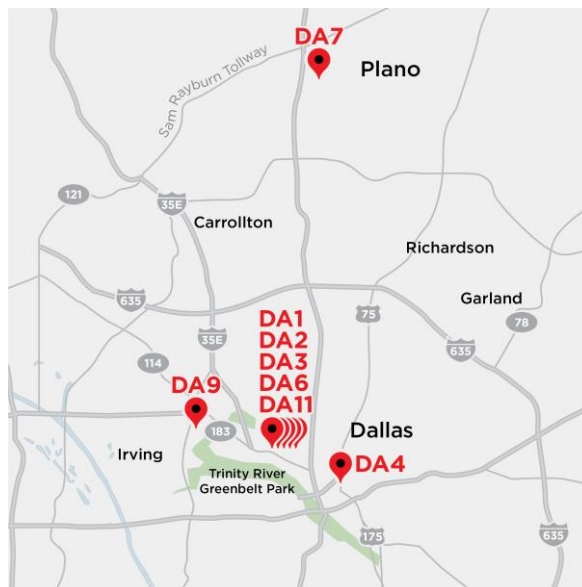 DA7
Plano
Sam Rayburn Tollway
121
35E
Carrollton
Richardson
635
Garland
DA1
DA2
DA3
DA6
DA11
75
78
35E
635
114
DA9
183
Dallas
Irving
DA4
Trinity River
Greenbelt Park
175
635